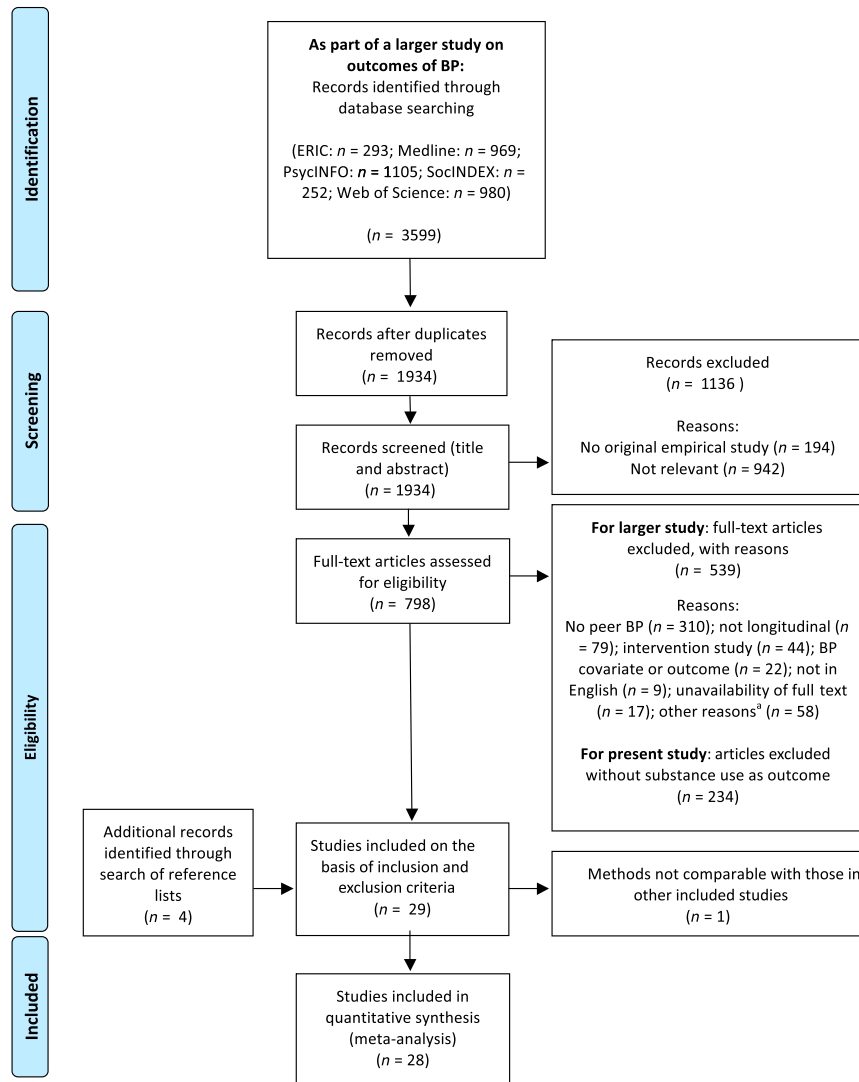 Identification
As part of a larger study on
outcomes of BP:
Records identified through
database searching
(ERIC: n = 293; Medline: n = 969;
PsycINFO: n = 1105; SocINDEX: n =
252; Web of Science: n = 980)
(n = 3599)
Screening
Records after duplicates
removed
(n = 1934)
Records screened (title
and abstract)
(n = 1934)
Records excluded
(n = 1136 )
Reasons:
No original empirical study (n = 194)
Not relevant (n = 942)
Eligibility
Full-text articles assessed
for eligibility
(n = 798)
For larger study: full-text articles
excluded, with reasons
(n = 539)
Reasons:
No peer BP (n = 310); not longitudinal (n
= 79); intervention study (n = 44); BP
covariate or outcome (n = 22); not in
English (n = 9); unavailability of full text
(n = 17); other reasonsª (n = 58)
For present study: articles excluded
without substance use as outcome
(n = 234)
Additional records
identified through
search of reference
lists
(n = 4)
Studies included on the
basis of inclusion and
exclusion criteria
(n = 29)
Methods not comparable with those in
other included studies
(n = 1)
Included
Studies included in
quantitative synthesis
(meta-analysis)
(n = 28)